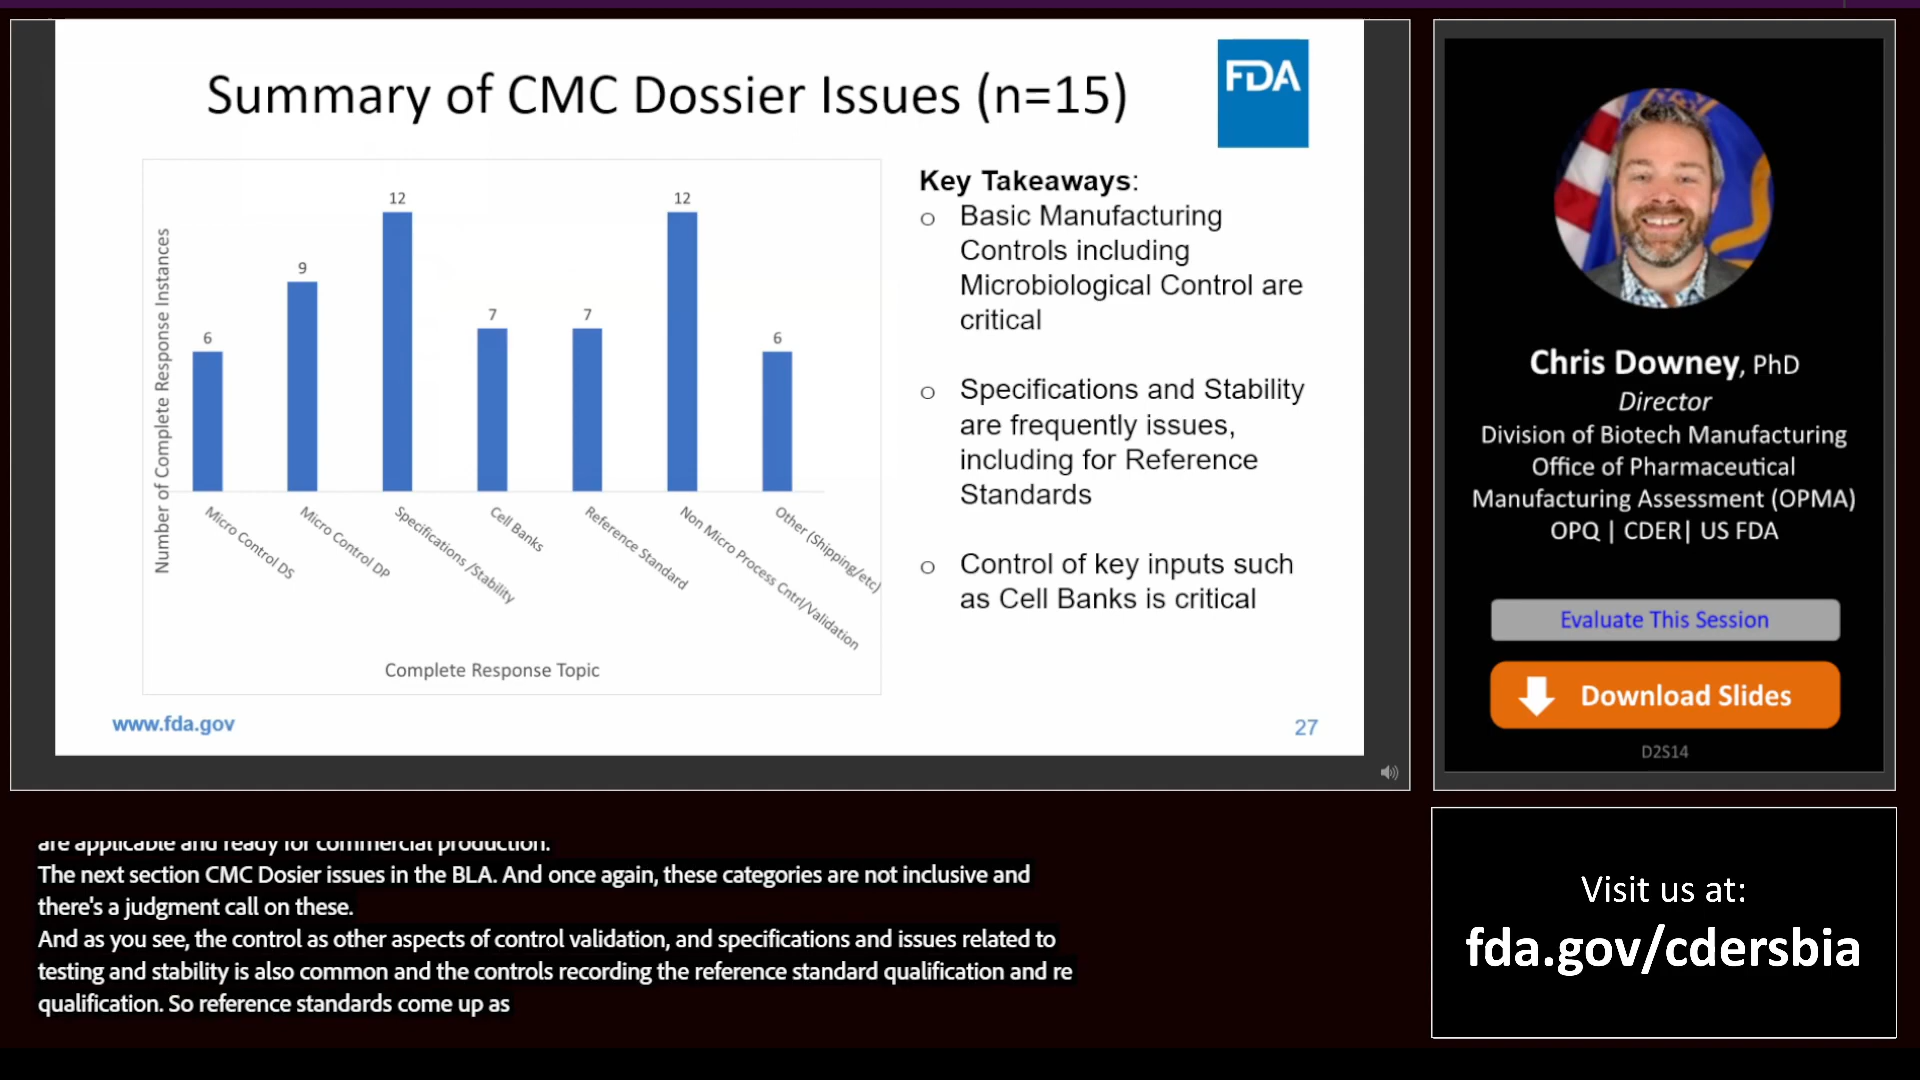 Summary of CMC Dossier Issues (n=15)
FDA
Number of Complete Response Instances
6
9
12
7
7
12
6
Micro Control DS
Micro Control DP
Specifications /Stability
Cell Banks
Reference Standard
Non Micro Process Cntrl/Validation
Other (Shipping/etc)
Complete Response Topic
Key Takeaways:
Basic Manufacturing
Controls including
Microbiological Control are
critical
Specifications and Stability
are frequently issues,
including for Reference
Standards
Control of key inputs such
as Cell Banks is critical
www.fda.gov
27
Chris Downey, PhD
Director
Division of Biotech Manufacturing
Office of Pharmaceutical
Manufacturing Assessment (OPMA)
OPQ | CDER| US FDA
Evaluate This Session
Download Slides
D2S14
are applicable and ready for commercial production.
The next section CMC Dosier issues in the BLA. And once again, these categories are not inclusive and
there's a judgment call on these.
And as you see, the control as other aspects of control validation, and specifications and issues related to
testing and stability is also common and the controls recording the reference standard qualification and re
qualification. So reference standards come up as
Visit us at:
fda.gov/cdersbia